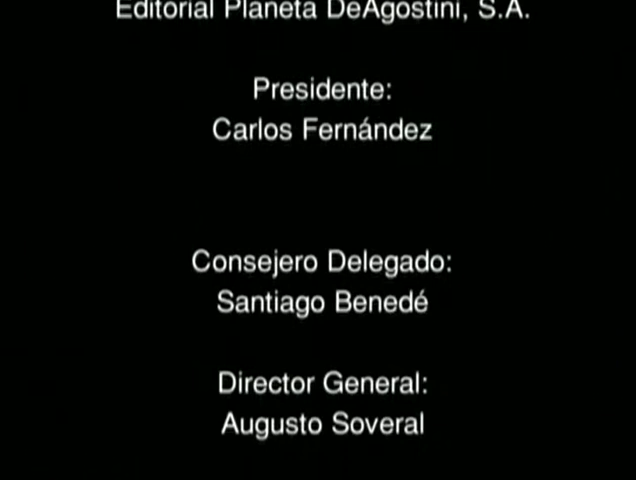 Editorial Planeta DeAgostini, S.A.
Presidente:
Carlos Fernández
Consejero Delegado:
Santiago Benedé
Director General:
Augusto Soveral